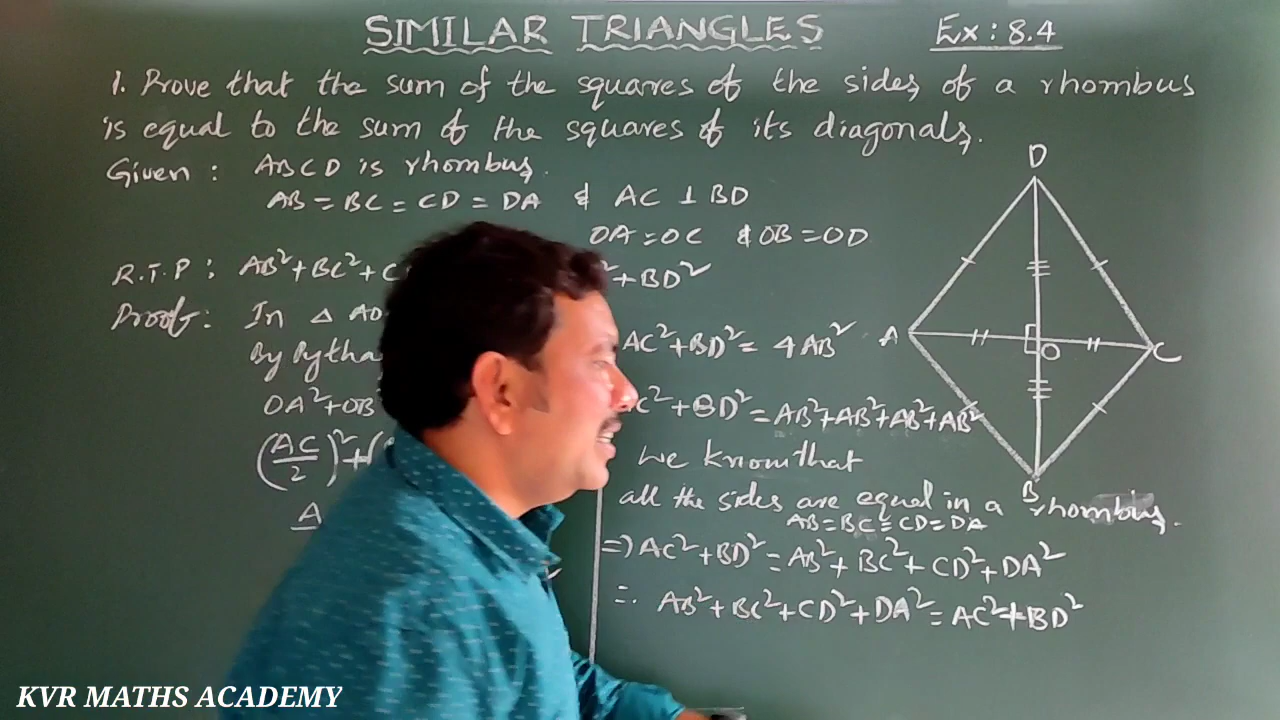 SIMILAR TRIANGLES Ex: 8.4
1. Prove that the sum of the squares of the sides of a rhombus
is equal to the sum of the squares of its diagonals.
Given : ABCD is rhombus.
AB = BC = CD = DA & AC ⊥ BD
OA = OC & OB = OD
R.T.P : AB²+BC²+C ² + BD²
Proof : In △ AO
By Pytha
OA²+OB²
(AC/2)²+(
A
AC²+BD² = 4AB²
AC²+BD² = AB²+AB²+AB²+AB²
We know that
all the sides are equal in a rhombus.
AB=BC=CD=DA
=) AC²+BD² = AB²+BC²+CD²+DA²
∴ AB²+BC²+CD²+DA² = AC²+BD²
D
A
O
C
B
KVR MATHS ACADEMY